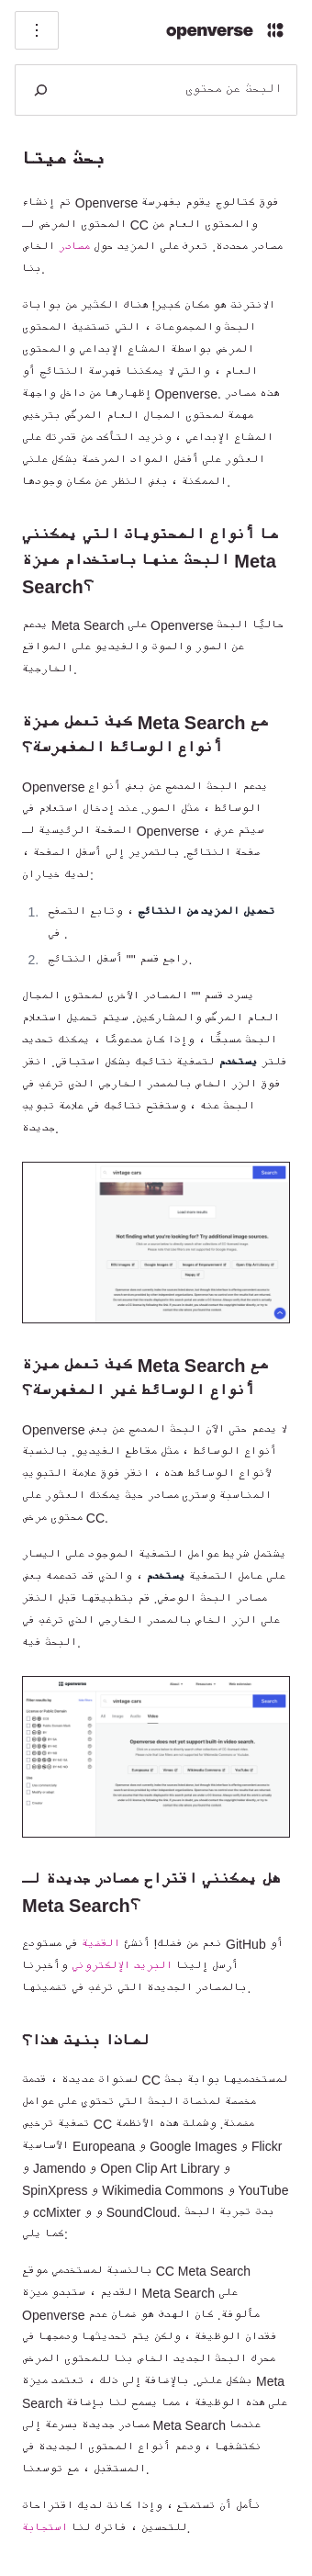 openverse
البحث عن محتوى
بحث ميتا
تم إنشاء Openverse فوق كتالوج يقوم بفهرسة
المحتوى المرخص لـ CC والمحتوى العام من
مصادر محددة. تعرف على المزيد حول مصادر الخاص
بنا.
الانترنت هو مكان كبير! هناك الكثير من بوابات
البحث والمجموعات ، التي تستضيف المحتوى
المرخص بواسطة المشاع الإبداعي والمحتوى
العام ، والتي لا يمكننا فهرسة النتائج أو
إظهارها من داخل واجهة Openverse. هذه مصادر
مهمة لمحتوى المجال العام المركّب بترخيص
المشاع الإبداعي ، ونريد التأكد من قدرتك على
العثور على أفضل المواد المرخصة بشكل علني
الممكنة ، بغض النظر عن مكان وجودها.
ما أنواع المحتويات التي يمكنني
البحث عنها باستخدام ميزة Meta
Search؟
يدعم Meta Search على Openverse حاليًا البحث
عن الصور والصوت والفيديو على المواقع
الخارجية.
كيف تعمل ميزة Meta Search مع
أنواع الوسائط المفهرسة؟
Openverse يدعم البحث المدمج عن بعض أنواع
الوسائط ، مثل الصور. عند إدخال استعلام في
الصفحة الرئيسية لـ Openverse ، سيتم عرض
صفحة النتائج. بالتمرير إلى أسفل الصفحة ،
لديك خياران:
1. تحميل المزيد من النتائج ، وتابع التصفح
في .
2. راجع قسم "" أسفل النتائج.
يسرد قسم "" المصادر الأخرى لمحتوى المجال
العام المركّب والمشاركين. سيتم تحميل استعلام
البحث مسبقًا ، وإذا كان مدعومًا ، يمكنك تحديد
فلتر يستخدم لتصفية نتائجك بشكل استباقي. انقر
فوق الزر الخاص بالمصدر الخارجي الذي ترغب في
البحث عنه ، وستفتح نتائجك في علامة تبويب
جديدة.
vintage cars
Search
Load more results
Not finding what you're looking for? Try additional image sources.
كيف تعمل ميزة Meta Search مع
أنواع الوسائط غير المفهرسة؟
Openverse لا يدعم حتى الآن البحث المدمج عن بعض
أنواع الوسائط ، مثل مقاطع الفيديو. بالنسبة
لأنواع الوسائط هذه ، انقر فوق علامة التبويب
المناسبة وسترى مصادر حيث يمكنك العثور على
محتوى مرخص CC.
يشتمل شريط عوامل التصفية الموجود على اليسار
على عامل التصفية يستخدم ، والذي قد تدعمه بعض
مصادر البحث الوصفي. قم بتطبيقها قبل النقر
على الزر الخاص بالمصدر الخارجي الذي ترغب في
البحث فيه.
openverse
vintage cars
Search
Openverse does not yet support built-in video search.
هل يمكنني اقتراح مصادر جديدة لـ
Meta Search؟
نعم من فضلك! أنشئ القضية في مستودع GitHub أو
أرسل إلينا البريد الإلكتروني وأخبرنا
بالمصادر الجديدة التي ترغب في تضمينها.
لماذا بنيت هذا؟
لسنوات عديدة ، قدمت CC لمستخدميها بوابة بحث
مخصصة لمنصات البحث التي تحتوي على عوامل
تصفية ترخيص CC مضمنة. وشملت هذه الأنظمة
الأساسية Europeana و Google Images و Flickr
و Jamendo و Open Clip Art Library و
SpinXpress و Wikimedia Commons و YouTube
و ccMixter و و SoundCloud. بدت تجربة البحث
كما يلي:
بالنسبة لمستخدمي موقع CC Meta Search
القديم ، ستبدو ميزة Meta Search على
Openverse مألوفة. كان الهدف هو ضمان عدم
فقدان الوظيفة ، ولكن يتم تحديثها ودمجها في
محرك البحث الجديد الخاص بنا للمحتوى المرخص
بشكل علني. بالإضافة إلى ذلك ، تعتمد ميزة Meta
Search على هذه الوظيفة ، مما يسمح لنا بإضافة
مصادر جديدة بسرعة إلى Meta Search عندما
نكتشفها ، ودعم أنواع المحتوى الجديدة في
المستقبل ، مع توسعنا.
نأمل أن تستمتع ، وإذا كانت لديك اقتراحات
للتحسين ، فاترك لنا استجابة.